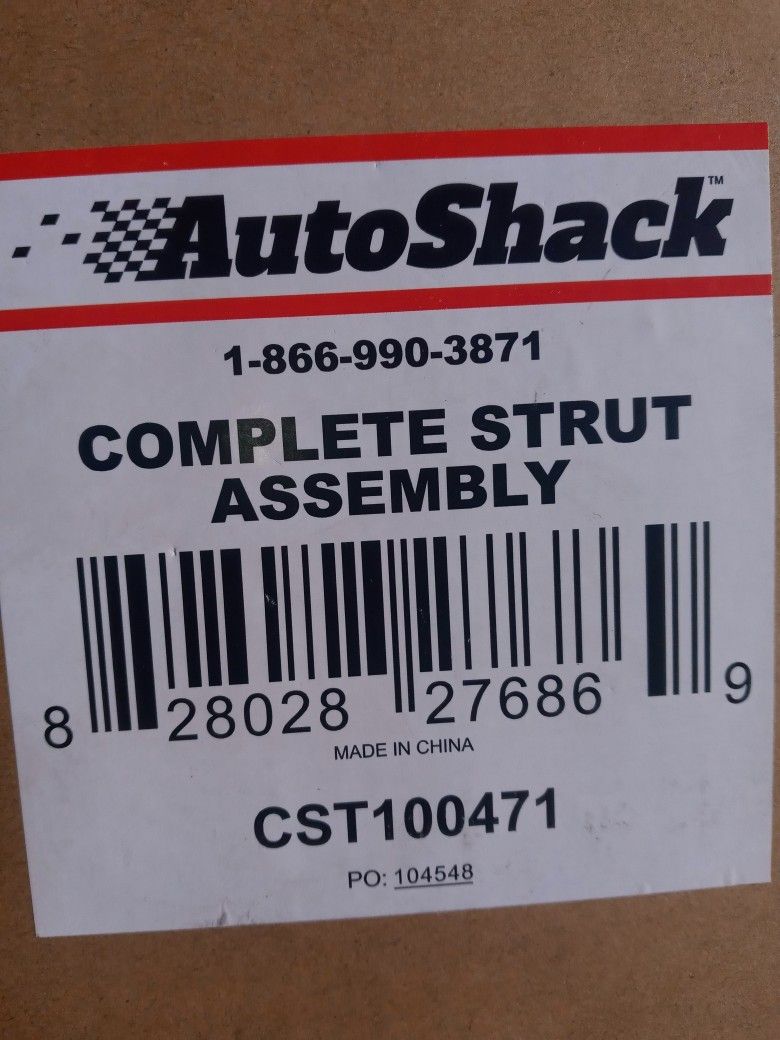 AutoShack™
1-866-990-3871
COMPLETE STRUT
ASSEMBLY
8 28028 27686 9
MADE IN CHINA
CST100471
PO: 104548